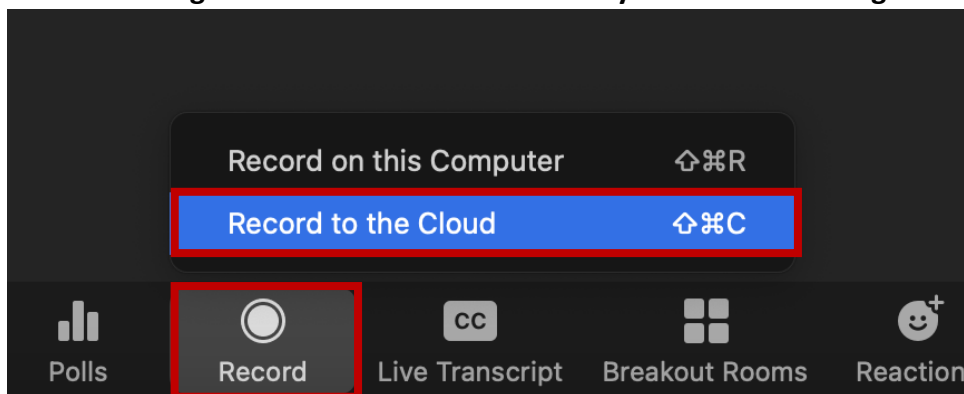 Record on this Computer ⇧⌘R
Record to the Cloud ⇧⌘C
CC
Polls Record Live Transcript Breakout Rooms Reaction